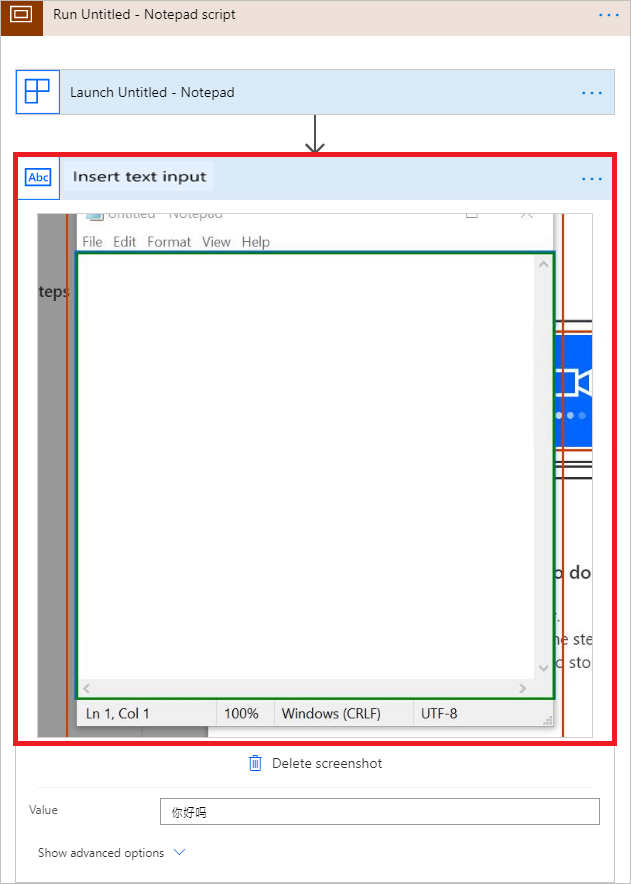 Run Untitled - Notepad script
Launch Untitled - Notepad
Abc
Insert text input
Untitled - Notepad
File Edit Format View Help
teps
o do
he ste
o sto
Ln 1, Col 1 100% Windows (CRLF) UTF-8
Delete screenshot
Value 你好吗
Show advanced options